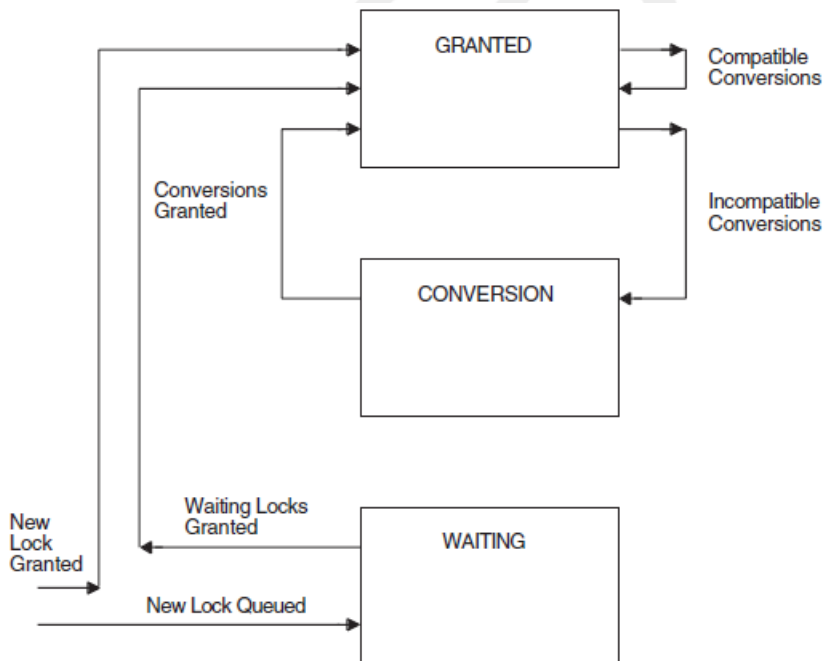 GRANTED
Compatible
Conversions
Conversions
Granted
Incompatible
Conversions
CONVERSION
Waiting Locks
Granted
New
Lock
Granted
WAITING
New Lock Queued